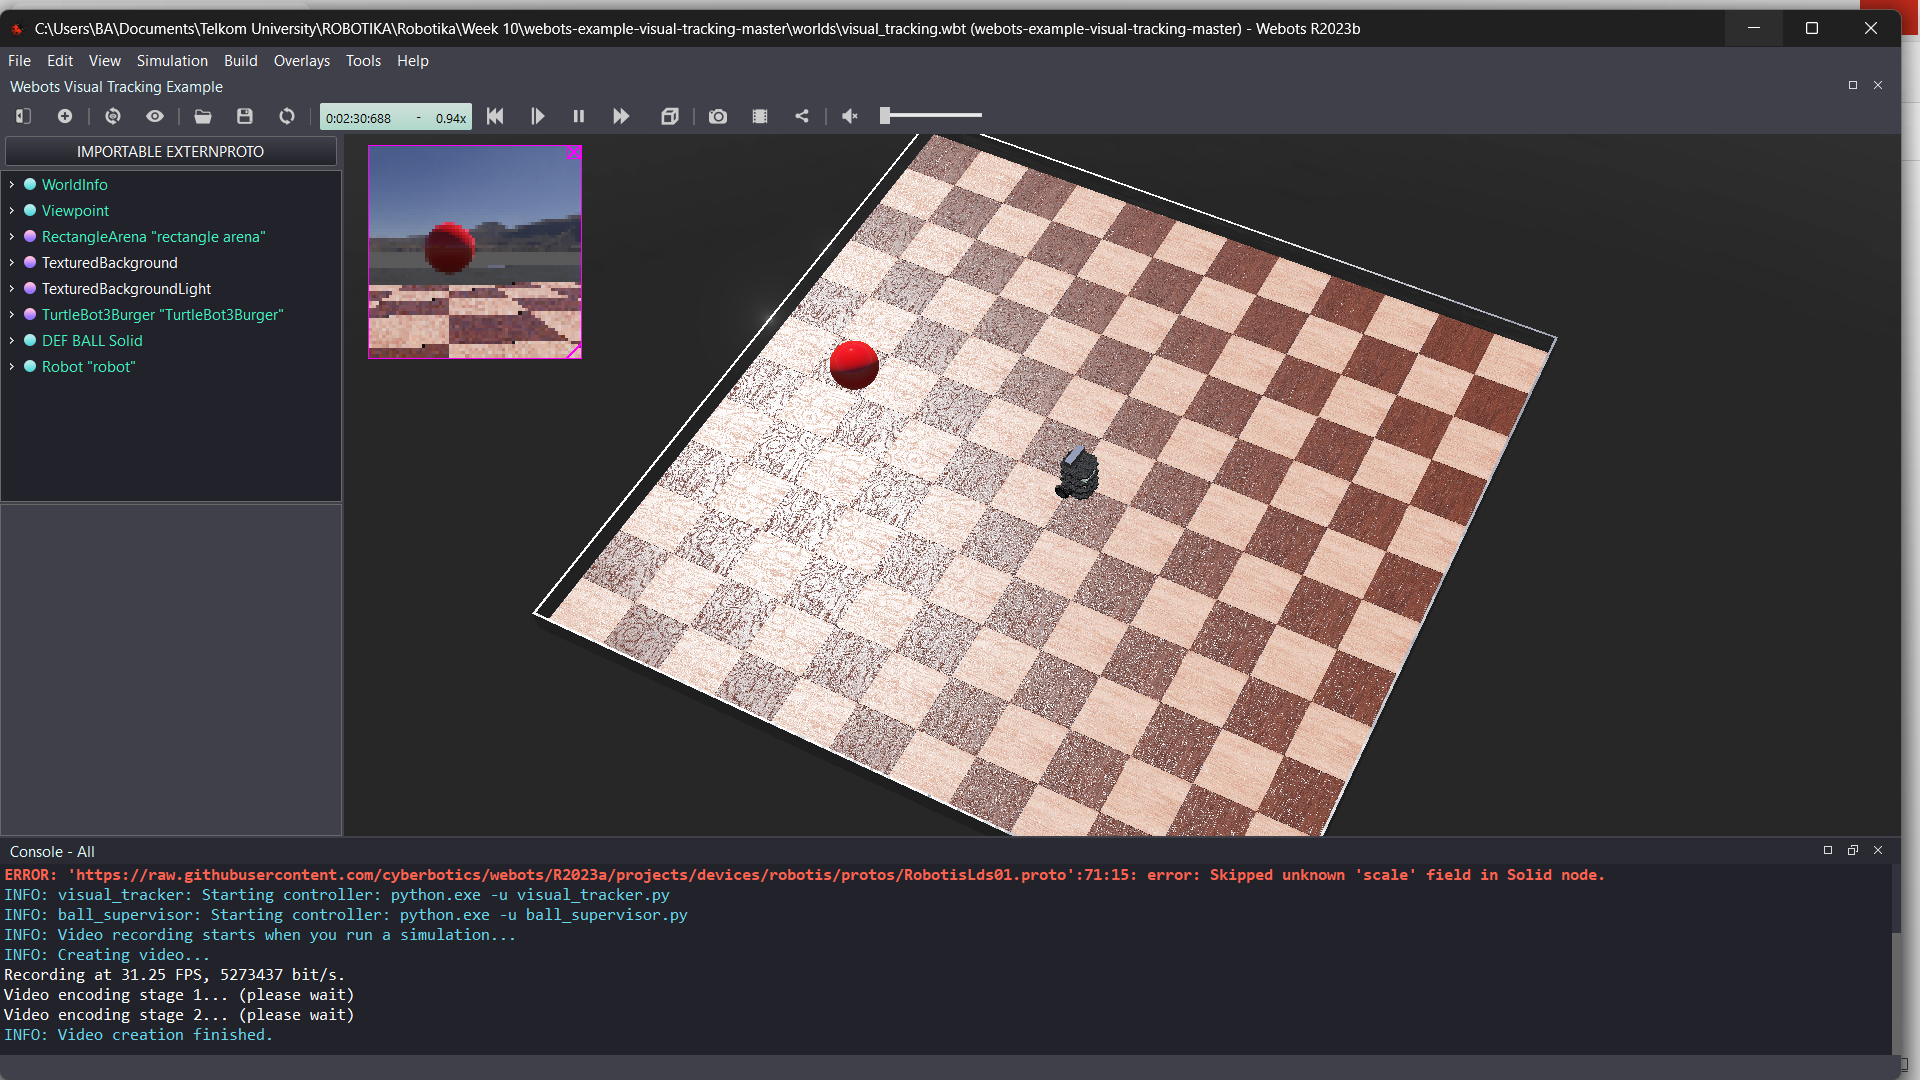 C:\Users\BA\Documents\Telkom University\ROBOTIKA\Robotika\Week 10\webots-example-visual-tracking-master\worlds\visual_tracking.wbt (webots-example-visual-tracking-master) - Webots R2023b
File Edit View Simulation Build Overlays Tools Help
Webots Visual Tracking Example
0:02:30:688 - 0.94x
IMPORTABLE EXTERNPROTO
WorldInfo
Viewpoint
RectangleArena "rectangle arena"
TexturedBackground
TexturedBackgroundLight
TurtleBot3Burger "TurtleBot3Burger"
DEF BALL Solid
Robot "robot"
Console - All
ERROR: 'https://raw.githubusercontent.com/cyberbotics/webots/R2023a/projects/devices/robotis/protos/RobotisLds01.proto':71:15: error: Skipped unknown 'scale' field in Solid node.
INFO: visual_tracker: Starting controller: python.exe -u visual_tracker.py
INFO: ball_supervisor: Starting controller: python.exe -u ball_supervisor.py
INFO: Video recording starts when you run a simulation...
INFO: Creating video...
Recording at 31.25 FPS, 5273437 bit/s.
Video encoding stage 1... (please wait)
Video encoding stage 2... (please wait)
INFO: Video creation finished.